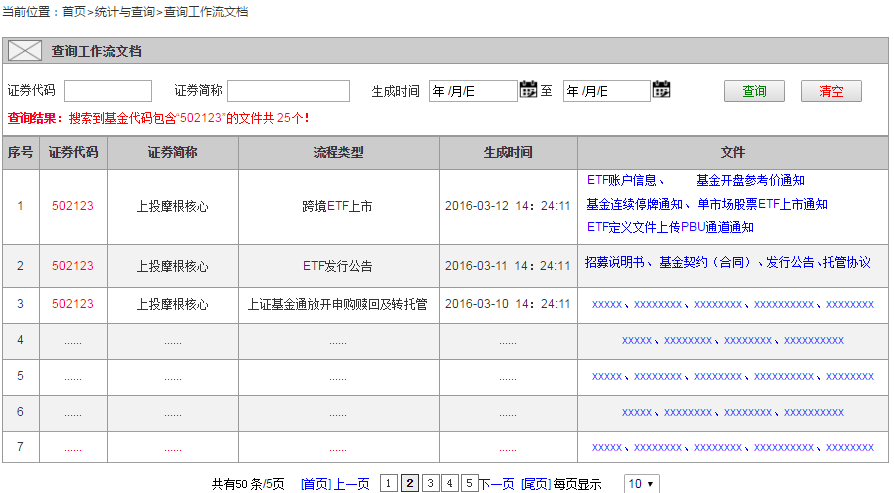 当前位置：首页>统计与查询>查询工作流文档
查询工作流文档
证券代码 证券简称 生成时间 年 /月/E 至 年 /月/E 查询 清空
查询结果：搜索到基金代码包含“502123”的文件共 25个！
序号 证券代码 证券简称 流程类型 生成时间 文件
1 502123 上投摩根核心 跨境ETF上市 2016-03-12 14：24:11 ETF账户信息、 基金开盘参考价通知
基金连续停牌通知、单市场股票ETF上市通知
ETF定义文件上传PBU通道通知
2 502123 上投摩根核心 ETF发行公告 2016-03-11 14：24:11 招募说明书、基金契约（合同）、发行公告、托管协议
3 502123 上投摩根核心 上证基金通放开申购赎回及转托管 2016-03-10 14：24:11 xxxxx、xxxxxxxx、xxxxxxxx、xxxxxxxxxx、xxxxxxxx
4 ...... ...... ...... ...... xxxxx、xxxxxxxx、xxxxxxxx、xxxxxxxxxx
5 ...... ...... ...... ...... xxxxx、xxxxxxxx、xxxxxxxx、xxxxxxxxxx、xxxxxxxx
6 ...... ...... ...... ...... xxxxx、xxxxxxxx、xxxxxxxx、xxxxxxxxxx
7 ...... ...... ...... ...... xxxxx、xxxxxxxx、xxxxxxxx、xxxxxxxxxx、xxxxxxxx
共有50 条/5页 [首页] 上一页 1 2 3 4 5 下一页 [尾页] 每页显示 10